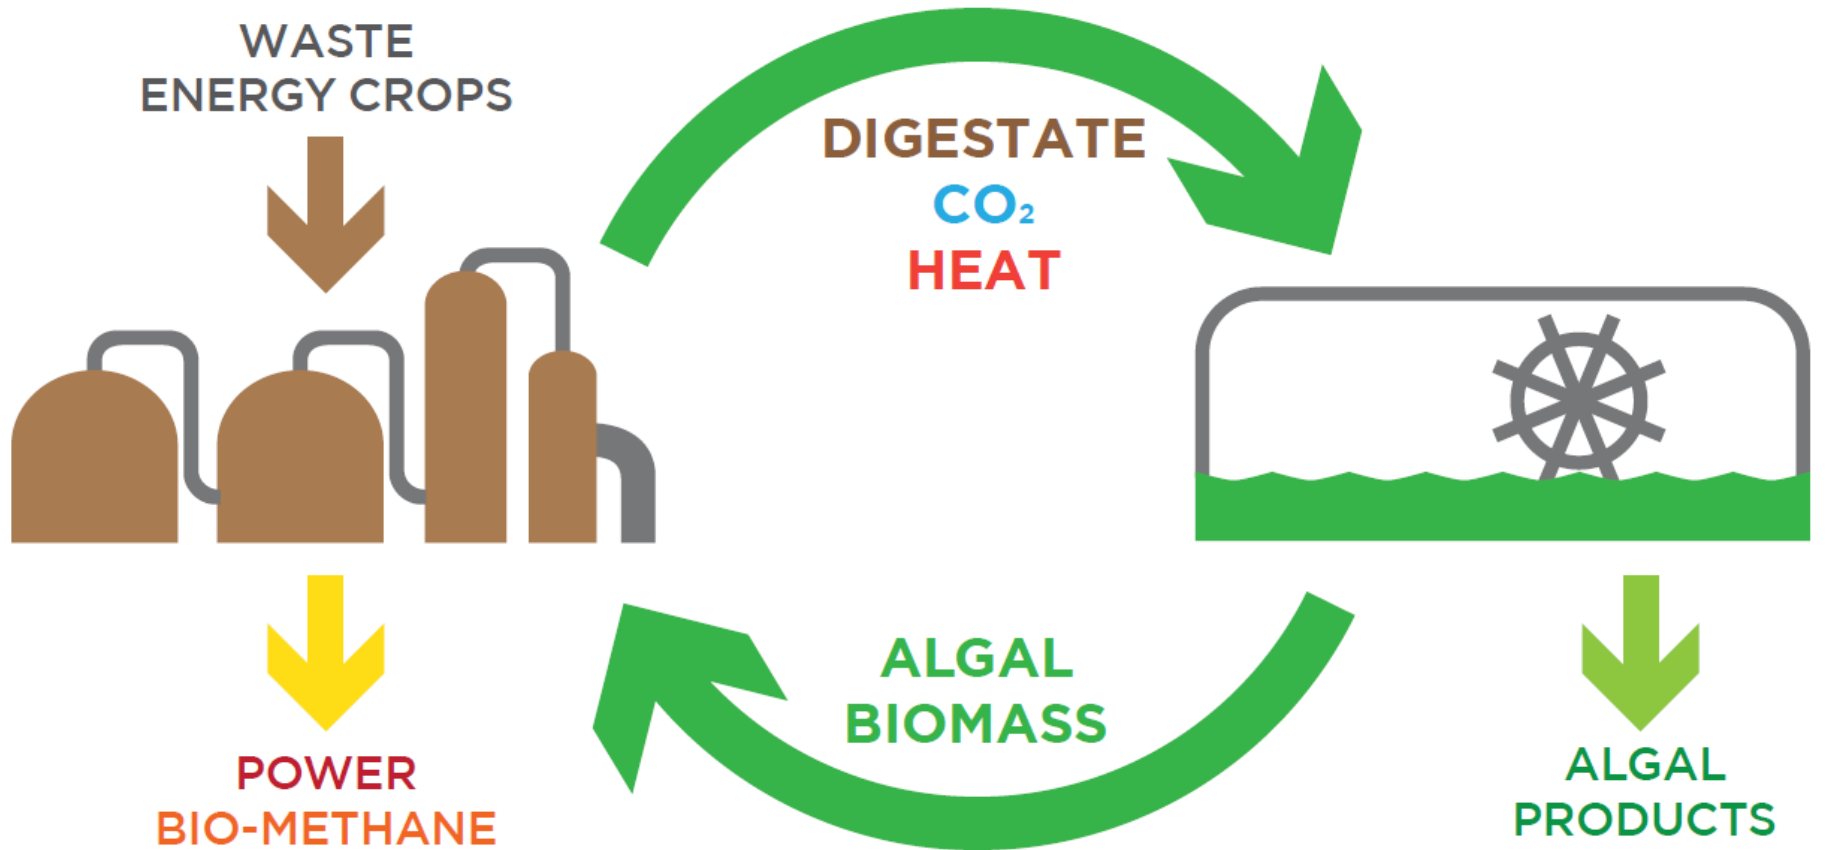 WASTE
ENERGY CROPS
DIGESTATE
CO₂
HEAT
ALGAL
BIOMASS
POWER
BIO-METHANE
ALGAL
PRODUCTS